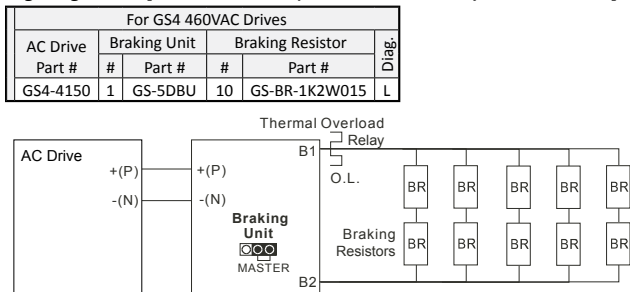 For GS4 460VAC Drives
AC Drive Braking Unit Braking Resistor Diag.
Part # # Part # # Part #
GS4-4150 1 GS-5DBU 10 GS-BR-1K2W015 L
Thermal Overload
Relay
B1
AC Drive
+(P) +(P)
O.L.
-(N) -(N)
BR BR BR BR BR
Braking
Unit
MASTER
Braking
Resistors
BR BR BR BR BR
B2